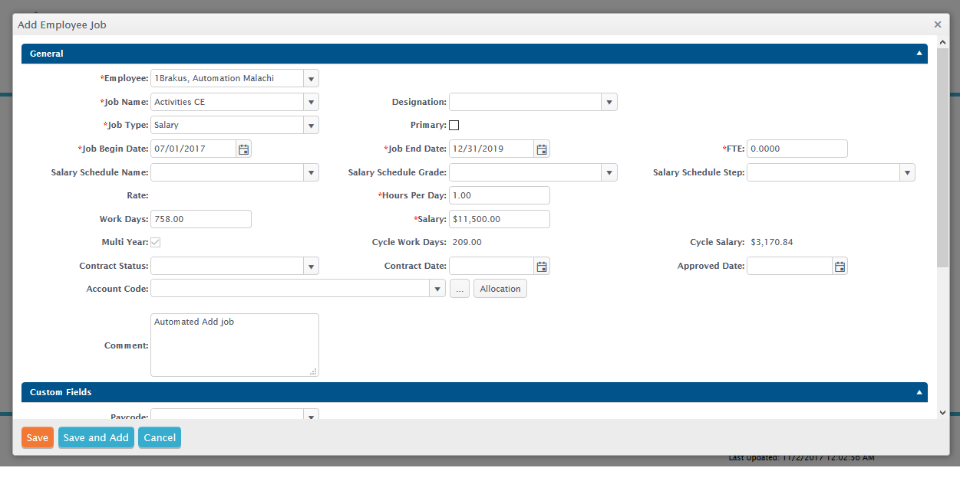 Add Employee Job
General
*Employee: 1Brakus, Automation Malachi
*Job Name: Activities CE Designation:
*Job Type: Salary Primary:
*Job Begin Date: 07/01/2017 *Job End Date: 12/31/2019 *FTE: 0.0000
Salary Schedule Name: Salary Schedule Grade: Salary Schedule Step:
Rate: *Hours Per Day: 1.00
Work Days: 758.00 *Salary: $11,500.00
Multi Year: Cycle Work Days: 209.00 Cycle Salary: $3,170.84
Contract Status: Contract Date: Approved Date:
Account Code: ... Allocation
Comment: Automated Add job
Custom Fields
Paycode:
Save Save and Add Cancel
Last Updated: 11/2/2017 12:02:56 AM